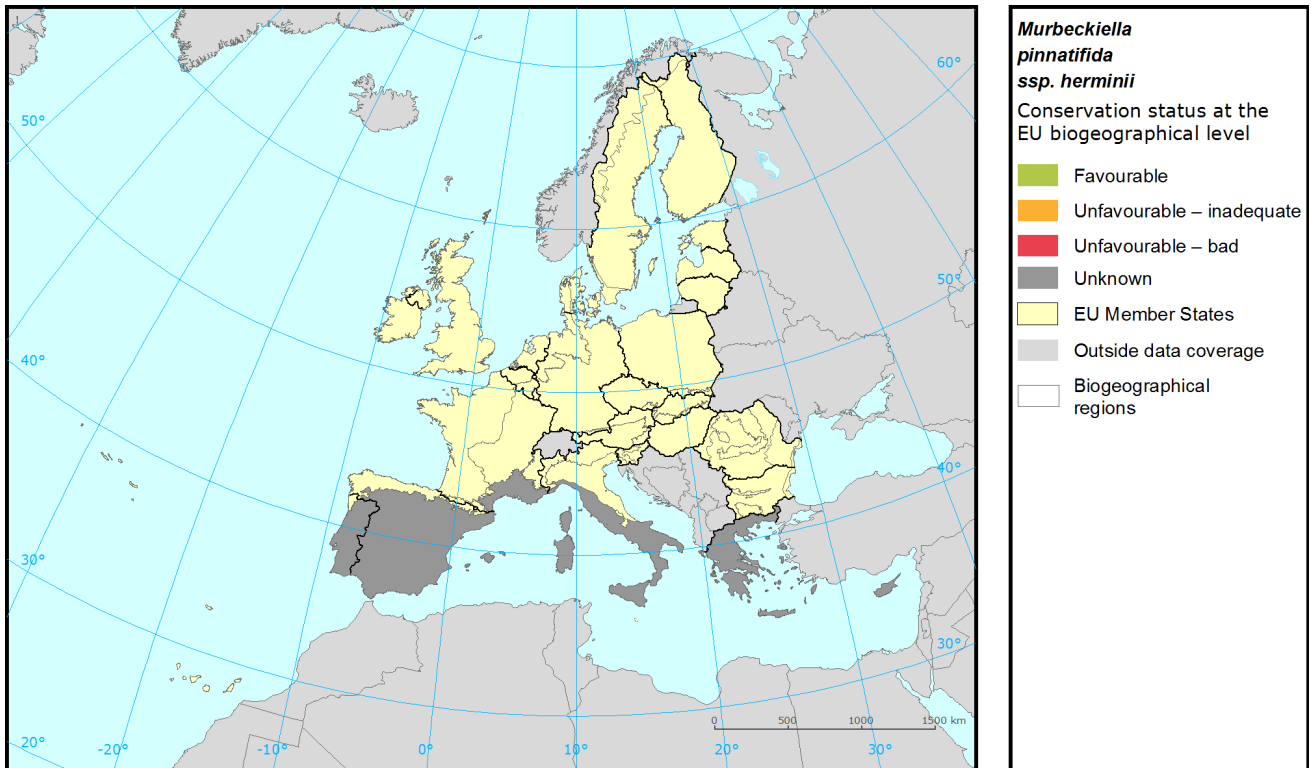 60°
50°
50°
40°
40°
30°
30°
0 500 1000 1500 km
20° -20° -10° 0° 10° 20° 30°
Murbeckiella
pinnatifida
ssp. herminii
Conservation status at the
EU biogeographical level
Favourable
Unfavourable – inadequate
Unfavourable – bad
Unknown
EU Member States
Outside data coverage
Biogeographical
regions